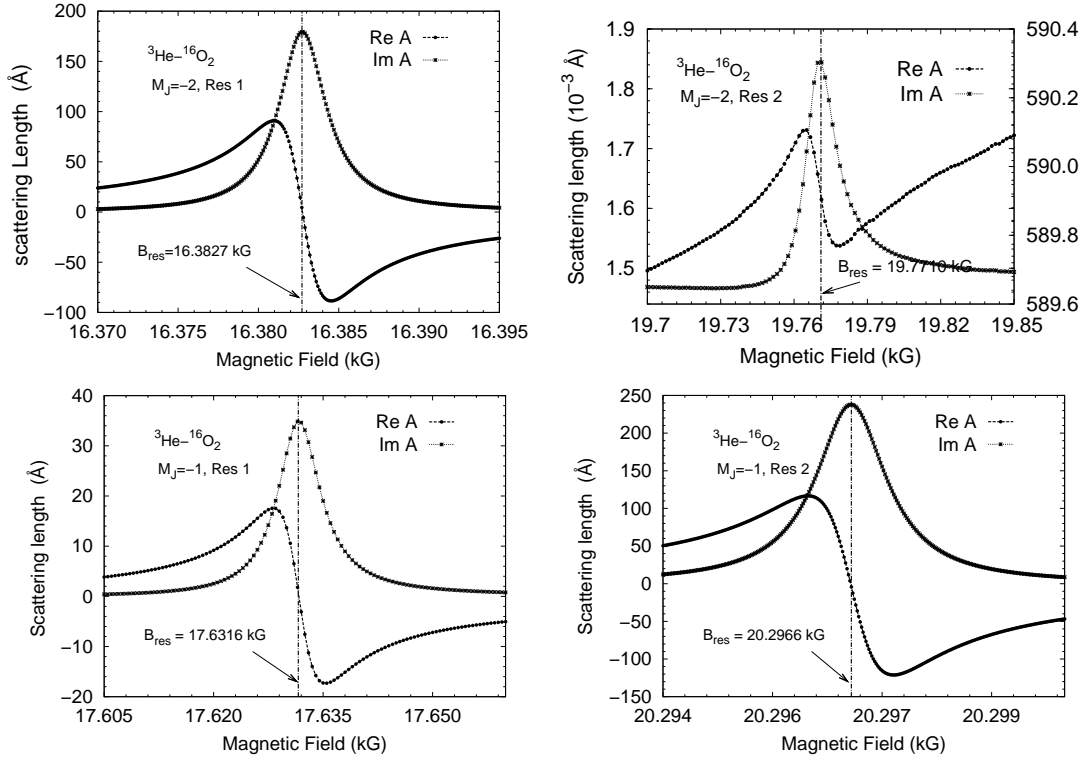 200
150
100
50
0
−50
−100
scattering Length (Å)
³He−¹⁶O₂
M_J=−2, Res 1
Re A
Im A
B_res=16.3827 kG
16.370 16.375 16.380 16.385 16.390 16.395
Magnetic Field (kG)
1.9
1.8
1.7
1.6
1.5
Scattering length (10⁻³ Å)
590.4
590.2
590.0
589.8
589.6
³He−¹⁶O₂
M_J=−2, Res 2
Re A
Im A
B_res = 19.7710 kG
19.7 19.73 19.76 19.79 19.82 19.85
Magnetic Field (kG)
40
30
20
10
0
−10
−20
Scattering length (Å)
³He−¹⁶O₂
M_J=−1, Res 1
Re A
Im A
B_res = 17.6316 kG
17.605 17.620 17.635 17.650
Magnetic Field (kG)
250
200
150
100
50
0
−50
−100
−150
Scattering length (Å)
³He−¹⁶O₂
M_J=−1, Res 2
Re A
Im A
B_res = 20.2966 kG
20.294 20.296 20.297 20.299
Magnetic Field (kG)